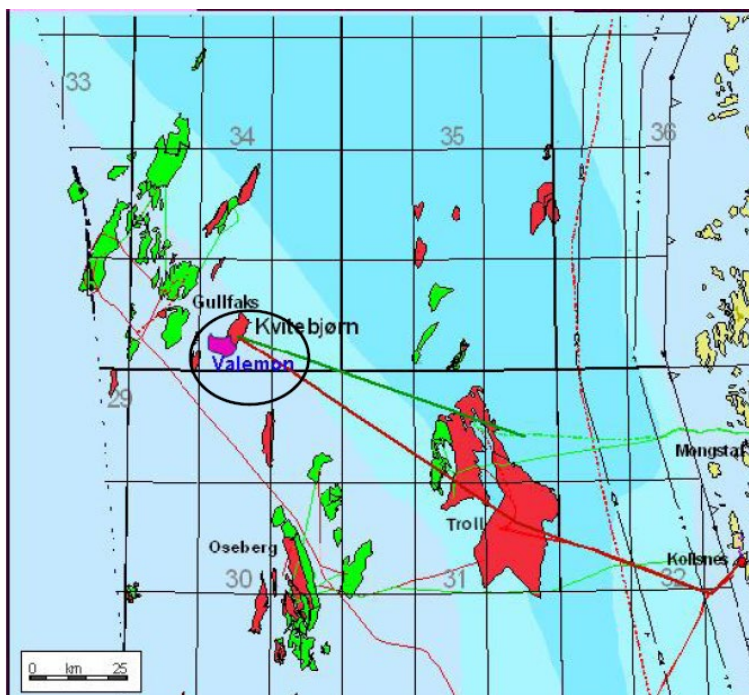 33
34
35
36
Gullfaks
Kvitebjørn
Valemon
29
Mongstad
Troll
Oseberg
Kollsnes
30
31
32
0 km 25